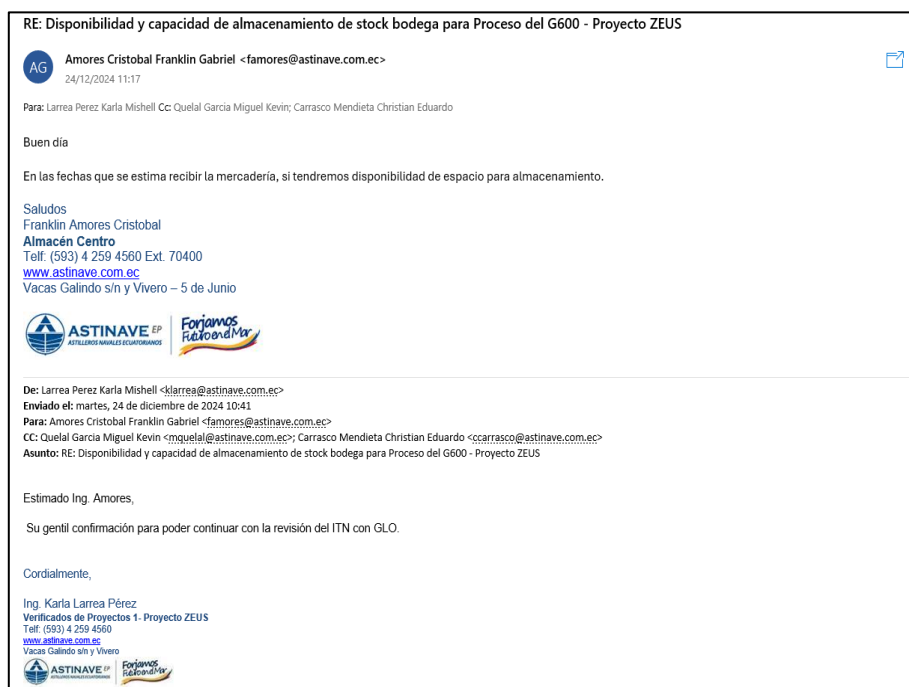 RE: Disponibilidad y capacidad de almacenamiento de stock bodega para Proceso del G600 - Proyecto ZEUS
AG
Amores Cristobal Franklin Gabriel <famores@astinave.com.ec>
24/12/2024 11:17
Para: Larrea Perez Karla Mishell Cc: Quelal Garcia Miguel Kevin; Carrasco Mendieta Christian Eduardo
Buen día
En las fechas que se estima recibir la mercadería, si tendremos disponibilidad de espacio para almacenamiento.
Saludos
Franklin Amores Cristobal
Almacén Centro
Telf: (593) 4 259 4560 Ext. 70400
www.astinave.com.ec
Vacas Galindo s/n y Vivero – 5 de Junio
ASTINAVE EP
ASTILLEROS NAVALES ECUATORIANOS
Forjamos
Futuro en el Mar
De: Larrea Perez Karla Mishell <klarrea@astinave.com.ec>
Enviado el: martes, 24 de diciembre de 2024 10:41
Para: Amores Cristobal Franklin Gabriel <famores@astinave.com.ec>
CC: Quelal Garcia Miguel Kevin <mquelal@astinave.com.ec>; Carrasco Mendieta Christian Eduardo <ccarrasco@astinave.com.ec>
Asunto: RE: Disponibilidad y capacidad de almacenamiento de stock bodega para Proceso del G600 - Proyecto ZEUS
Estimado Ing. Amores,
Su gentil confirmación para poder continuar con la revisión del ITN con GLO.
Cordialmente,
Ing. Karla Larrea Pérez
Verificados de Proyectos 1- Proyecto ZEUS
Telf: (593) 4 259 4560
www.astinave.com.ec
Vacas Galindo s/n y Vivero
ASTINAVE EP
ASTILLEROS NAVALES ECUATORIANOS
Forjamos
Futuro en el Mar